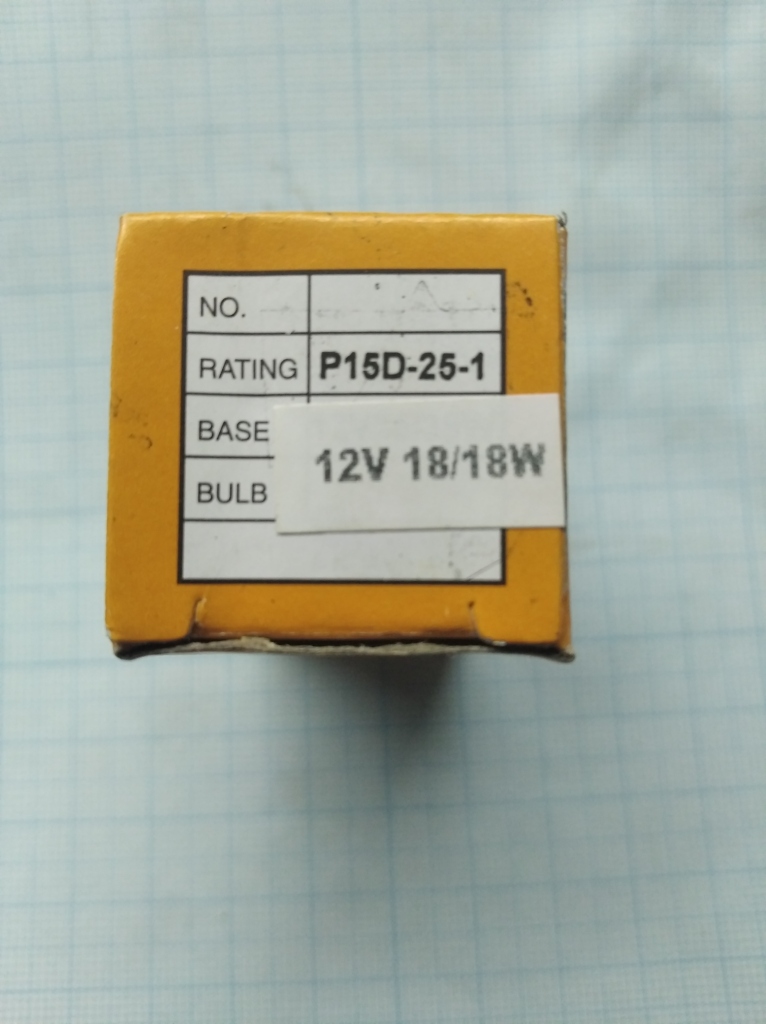 NO.
RATING P15D-25-1
BASE
12V 18/18W
BULB